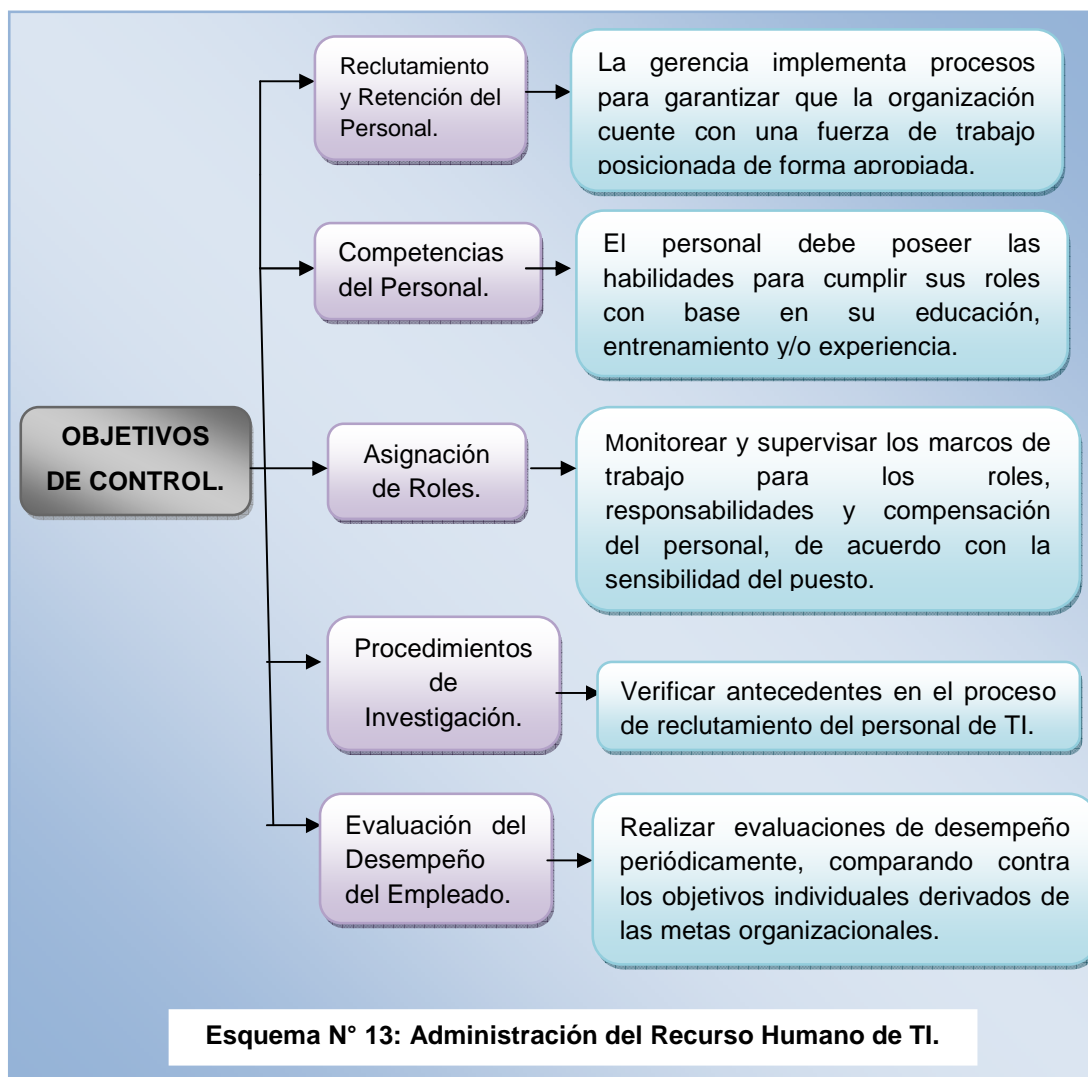 Reclutamiento
y Retención del
Personal.
La gerencia implementa procesos
para garantizar que la organización
cuente con una fuerza de trabajo
posicionada de forma apropiada.
Competencias
del Personal.
El personal debe poseer las
habilidades para cumplir sus roles
con base en su educación,
entrenamiento y/o experiencia.
OBJETIVOS
DE CONTROL.
Asignación
de Roles.
Monitorear y supervisar los marcos de
trabajo para los roles,
responsabilidades y compensación
del personal, de acuerdo con la
sensibilidad del puesto.
Procedimientos
de
Investigación.
Verificar antecedentes en el proceso
de reclutamiento del personal de TI.
Evaluación del
Desempeño
del Empleado.
Realizar evaluaciones de desempeño
periódicamente, comparando contra
los objetivos individuales derivados de
las metas organizacionales.
Esquema N° 13: Administración del Recurso Humano de TI.